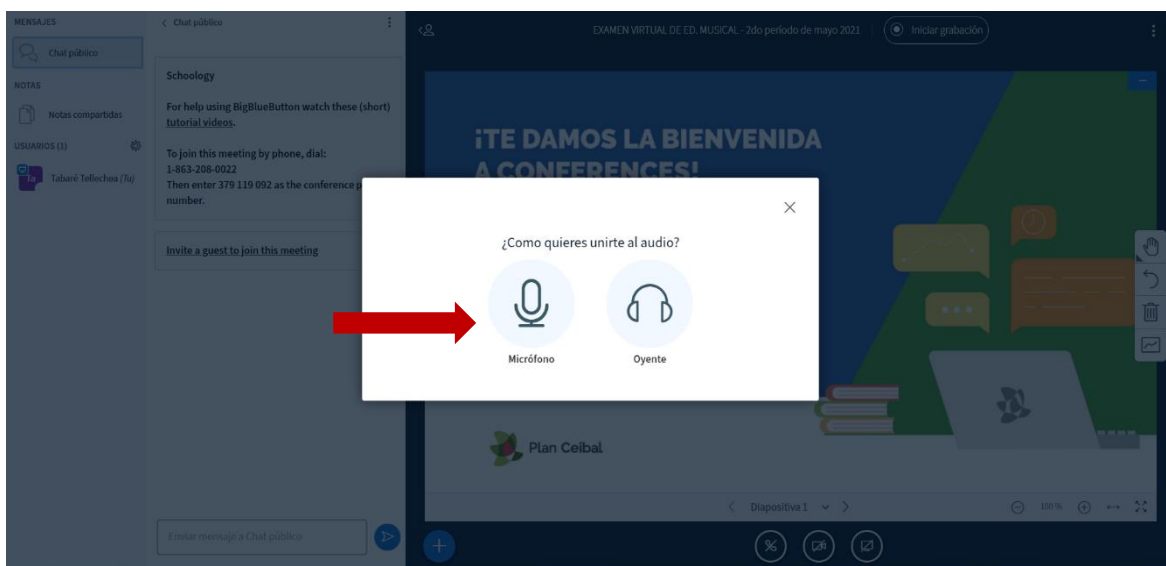 MENSAJES
Chat público
NOTAS
Notas compartidas
USUARIOS (1)
Ta
Tabaré Tellechea (Tu)
Chat público
Schoology
For help using BigBlueButton watch these (short)
tutorial videos.
To join this meeting by phone, dial:
1-863-208-0022
Then enter 379 119 092 as the conference p
number.
Invite a guest to join this meeting
Enviar mensaje a Chat público
EXAMEN VIRTUAL DE ED. MUSICAL - 2do período de mayo 2021
Iniciar grabación
¡TE DAMOS LA BIENVENIDA
A CONFERENCES!
¿Como quieres unirte al audio?
Micrófono
Oyente
Plan Ceibal
Diapositiva 1
100 %